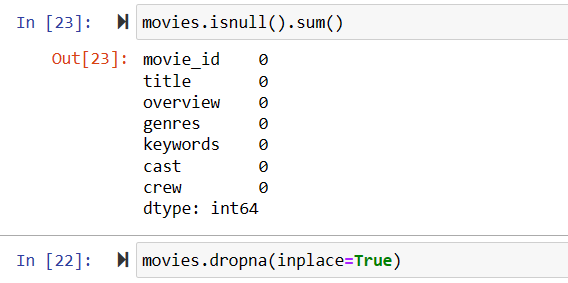 In [23]: movies.isnull().sum()
Out[23]: movie_id    0
title       0
overview    0
genres      0
keywords    0
cast        0
crew        0
dtype: int64
In [22]: movies.dropna(inplace=True)